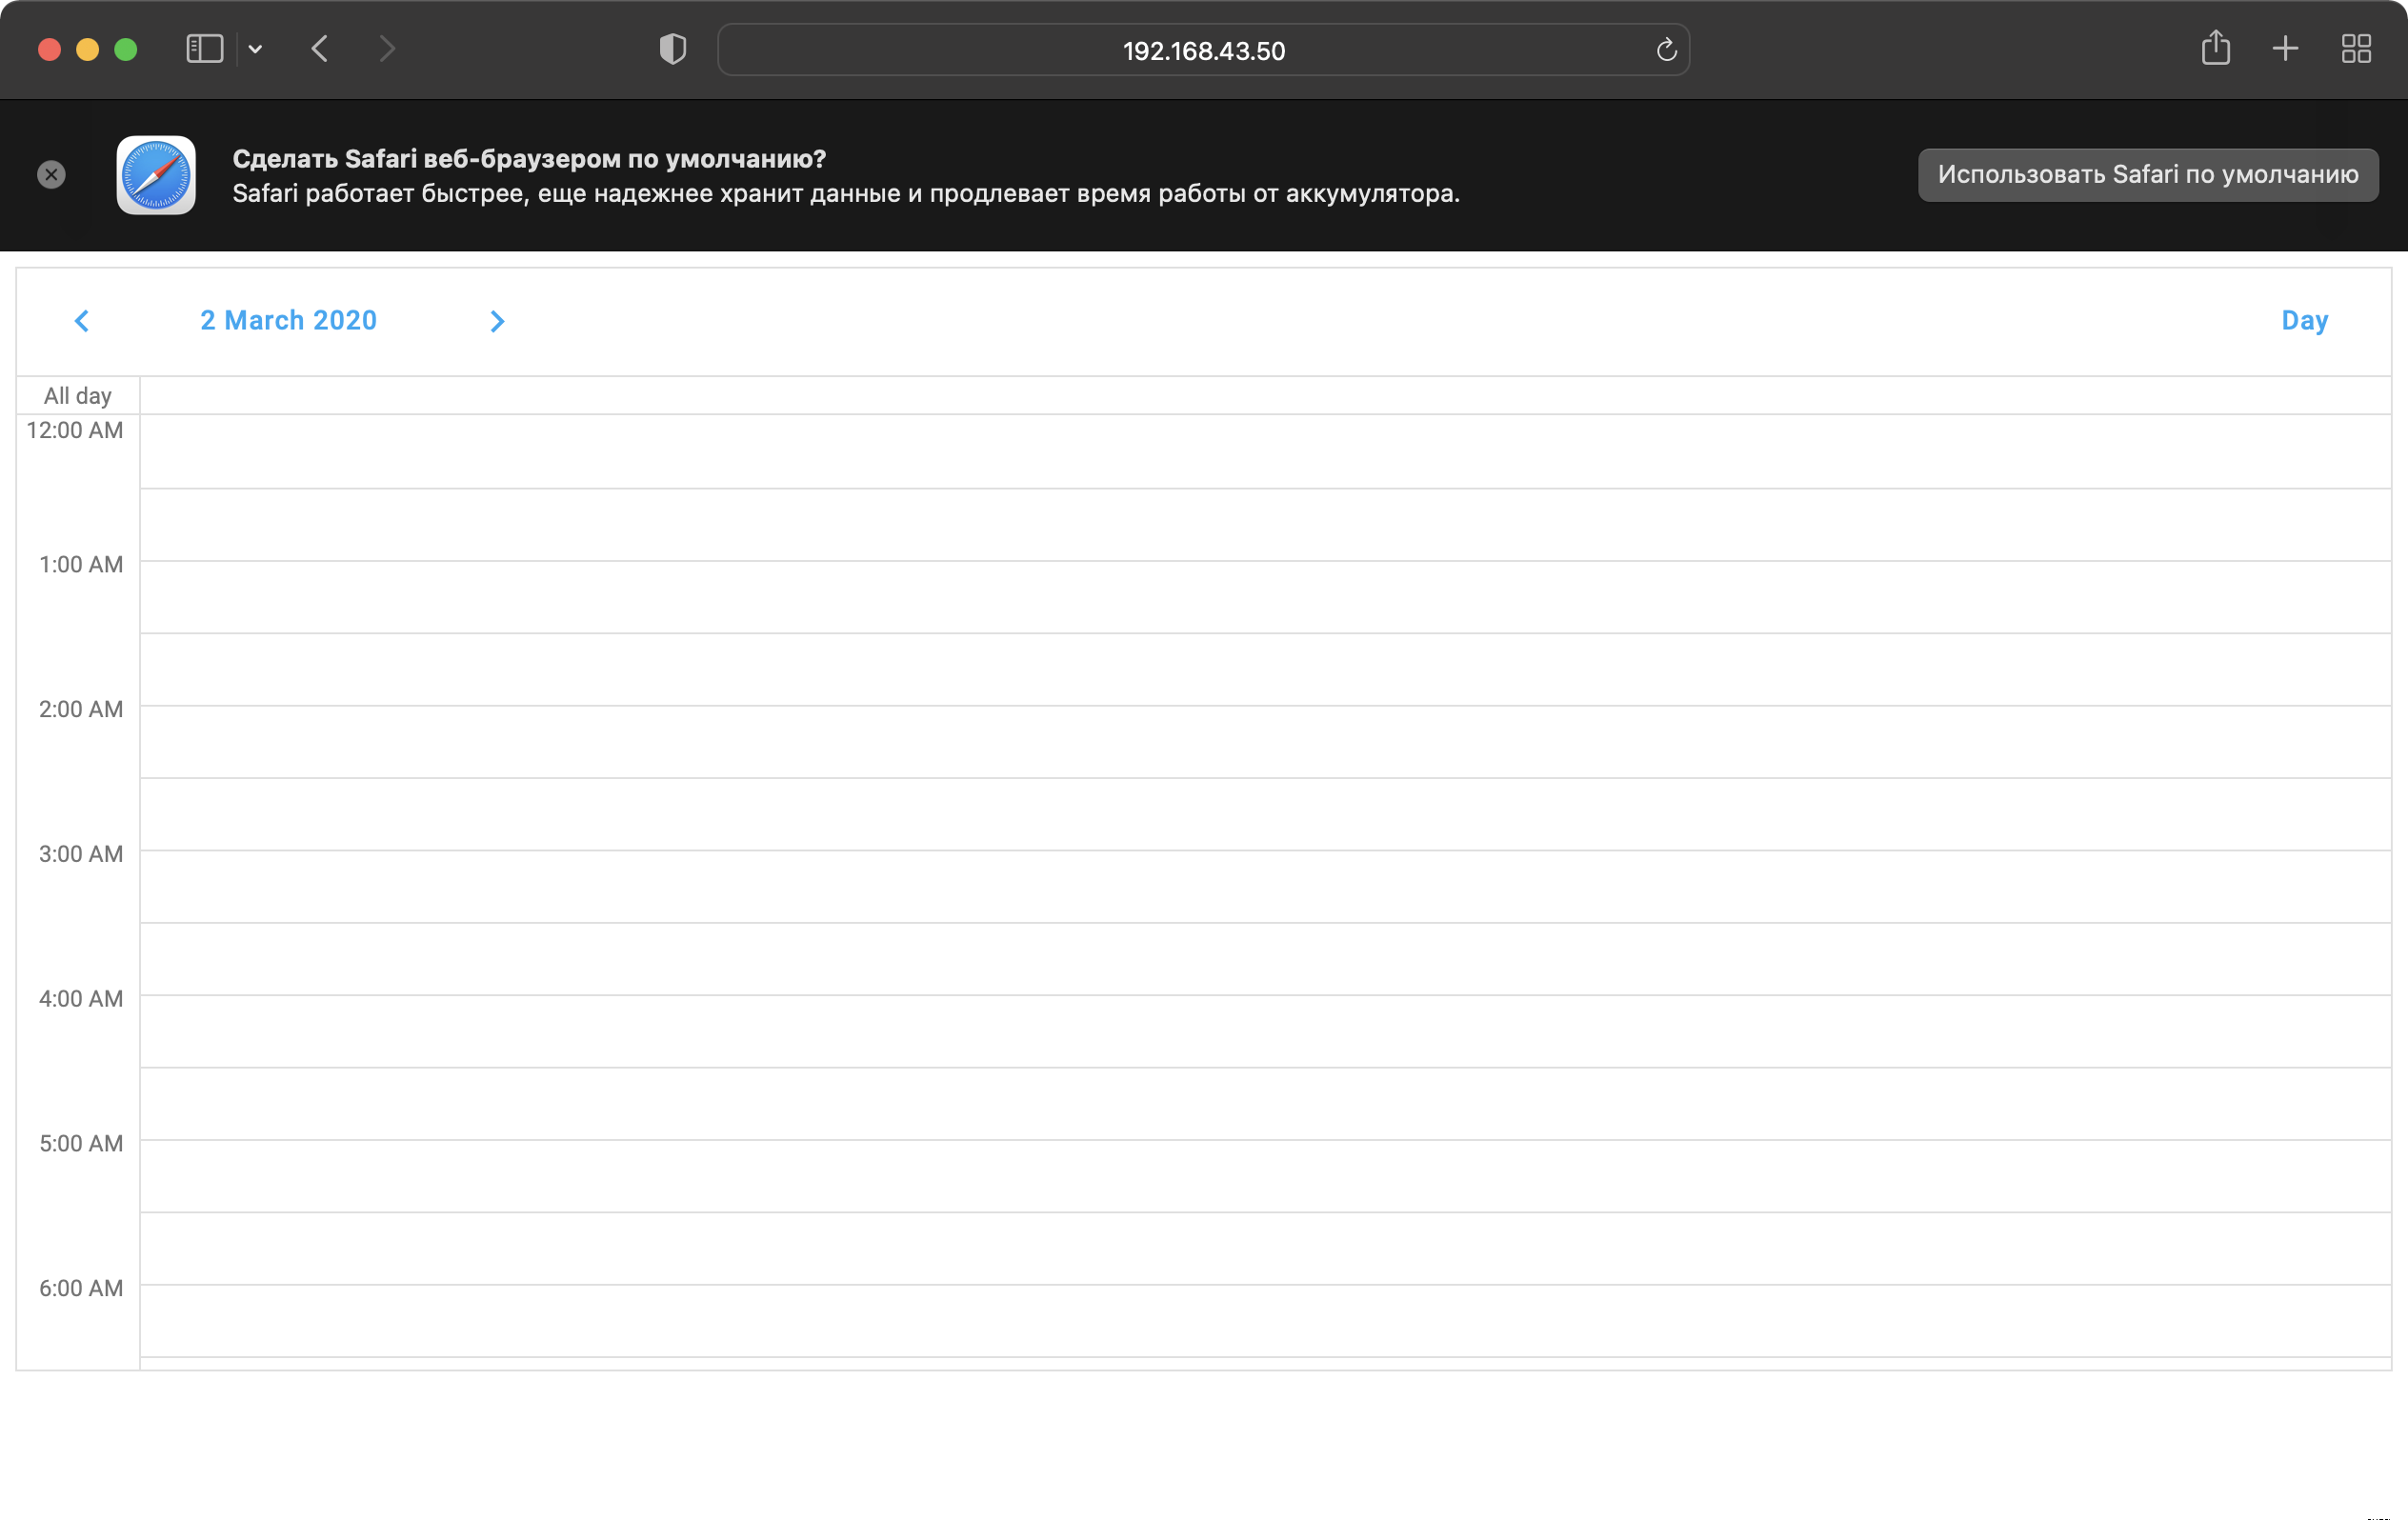 192.168.43.50
Сделать Safari веб-браузером по умолчанию?
Safari работает быстрее, еще надежнее хранит данные и продлевает время работы от аккумулятора.
Использовать Safari по умолчанию
2 March 2020
Day
All day
12:00 AM
1:00 AM
2:00 AM
3:00 AM
4:00 AM
5:00 AM
6:00 AM